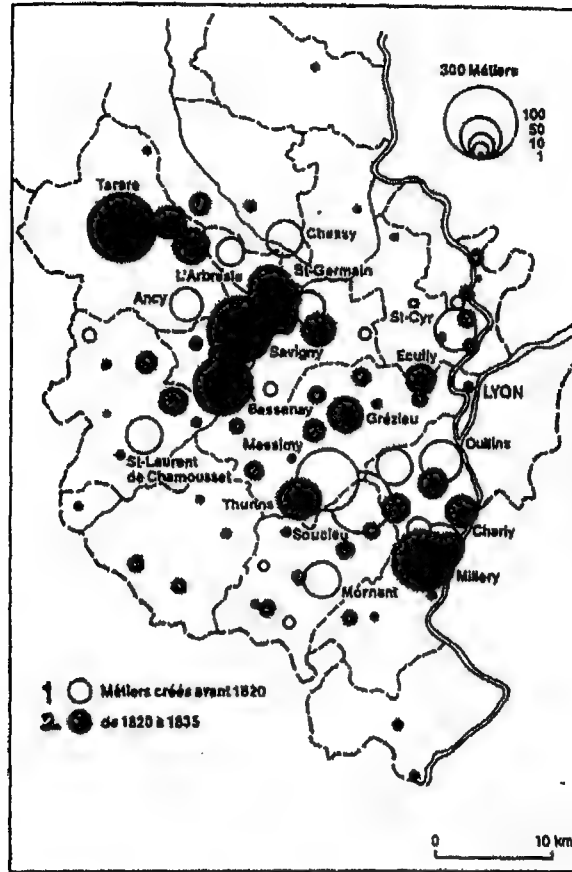 300 Métiers
100
50
10
1
Tarare
Chessy
L'Arbresle
St-Germain
Ancy
St-Cyr
Savigny
Ecully
LYON
Bessenay
Grézieu
Messimy
Oullins
St-Laurent
de Chamousset
Thurins
Soucieu
Charly
Millery
Mornant
1 Métiers créés avant 1820
2 de 1820 à 1835
0 10 km